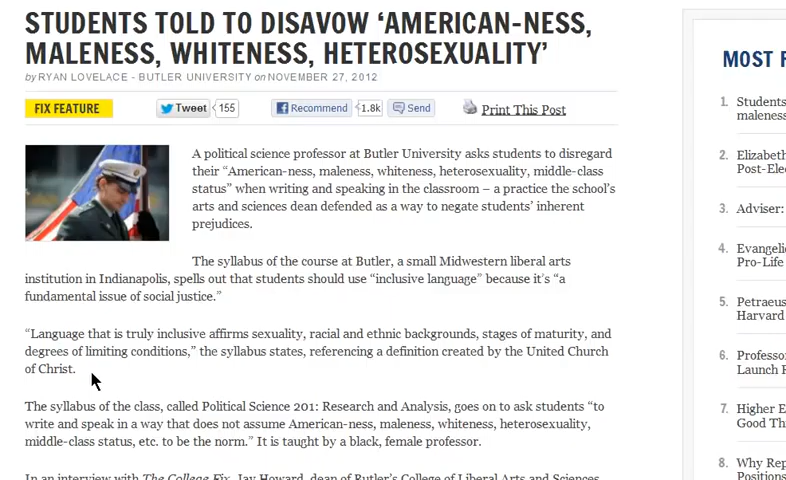 STUDENTS TOLD TO DISAVOW ‘AMERICAN-NESS,
MALENESS, WHITENESS, HETEROSEXUALITY’
by RYAN LOVELACE - BUTLER UNIVERSITY on NOVEMBER 27, 2012
FIX FEATURE
Tweet 155
Recommend 1.8k
Send
Print This Post
A political science professor at Butler University asks students to disregard
their “American-ness, maleness, whiteness, heterosexuality, middle-class
status” when writing and speaking in the classroom – a practice the school’s
arts and sciences dean defended as a way to negate students’ inherent
prejudices.
The syllabus of the course at Butler, a small Midwestern liberal arts
institution in Indianapolis, spells out that students should use “inclusive language” because it’s “a
fundamental issue of social justice.”
“Language that is truly inclusive affirms sexuality, racial and ethnic backgrounds, stages of maturity, and
degrees of limiting conditions,” the syllabus states, referencing a definition created by the United Church
of Christ.
The syllabus of the class, called Political Science 201: Research and Analysis, goes on to ask students “to
write and speak in a way that does not assume American-ness, maleness, whiteness, heterosexuality,
middle-class status, etc. to be the norm.” It is taught by a black, female professor.
In an interview with The College Fix, Jay Howard, dean of Butler’s College of Liberal Arts and Sciences
MOST
1. Students
maleness
2. Elizabeth
Post-Ele
3. Adviser:
4. Evangeli
Pro-Life
5. Petraeus
Harvard
6. Professo
Launch
7. Higher E
Good Th
8. Why Rep
Positions